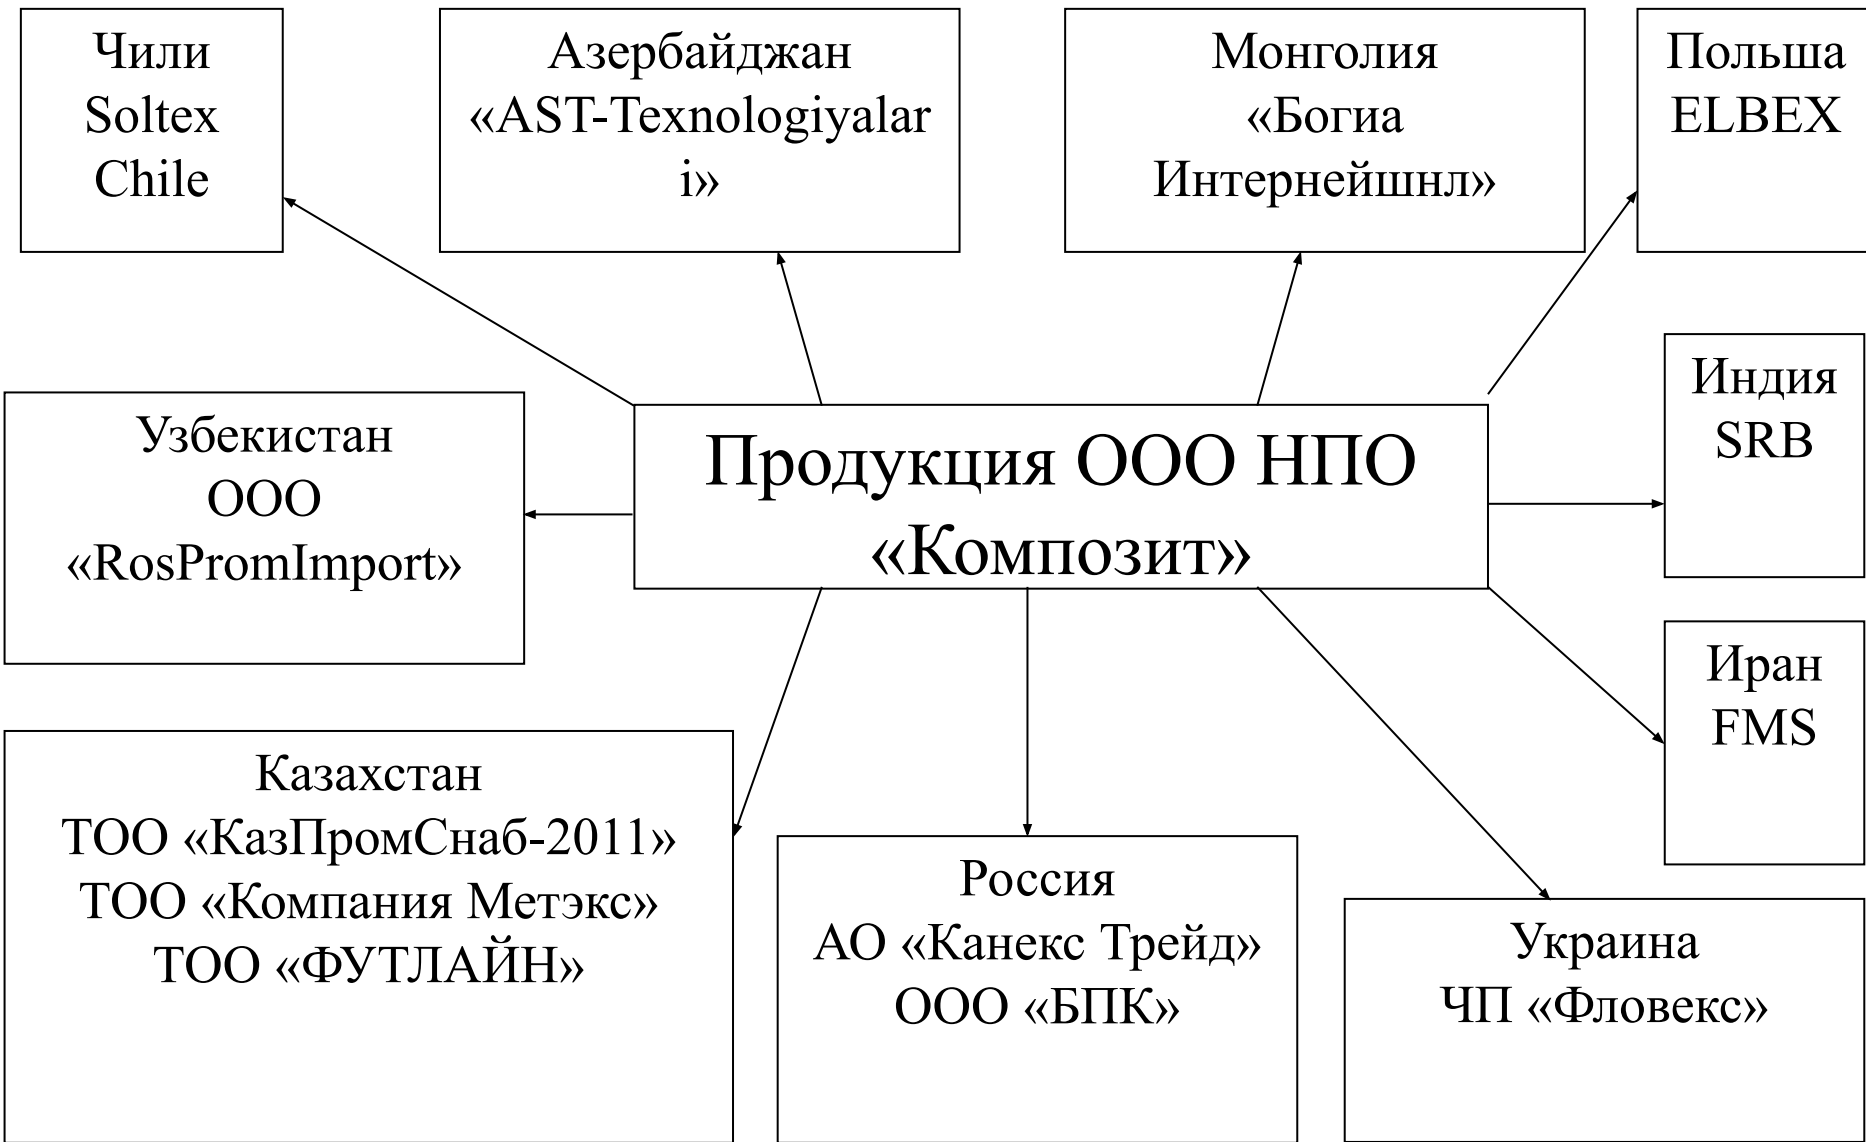 Чили
Soltex
Chile
Азербайджан
«AST-Texnologiyalar
i»
Монголия
«Богиа
Интернейшнл»
Польша
ELBEX
Индия
SRB
Узбекистан
ООО
«RosPromImport»
Продукция ООО НПО
«Композит»
Иран
FMS
Казахстан
ТОО «КазПромСнаб-2011»
ТОО «Компания Метэкс»
ТОО «ФУТЛАЙН»
Россия
АО «Канекс Трейд»
ООО «БПК»
Украина
ЧП «Фловекс»